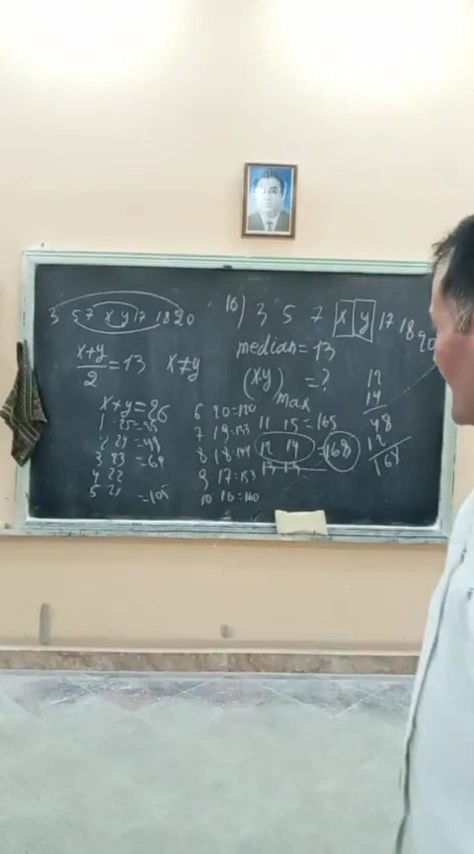 3 5 7 x y 17 18 20
x+y
2
=13 x≠y
x+y=26
1 25=25
2 24=48
3 23=69
4 22
5 21 =105
6 20=120
7 19=133
8 18=144
9 17=153
10 16=160
11 15=165
12 14 =168
13 13
16) 3 5 7 x y 17 18 20
median=13
(x·y) = ?
max
12
14
48
12
168